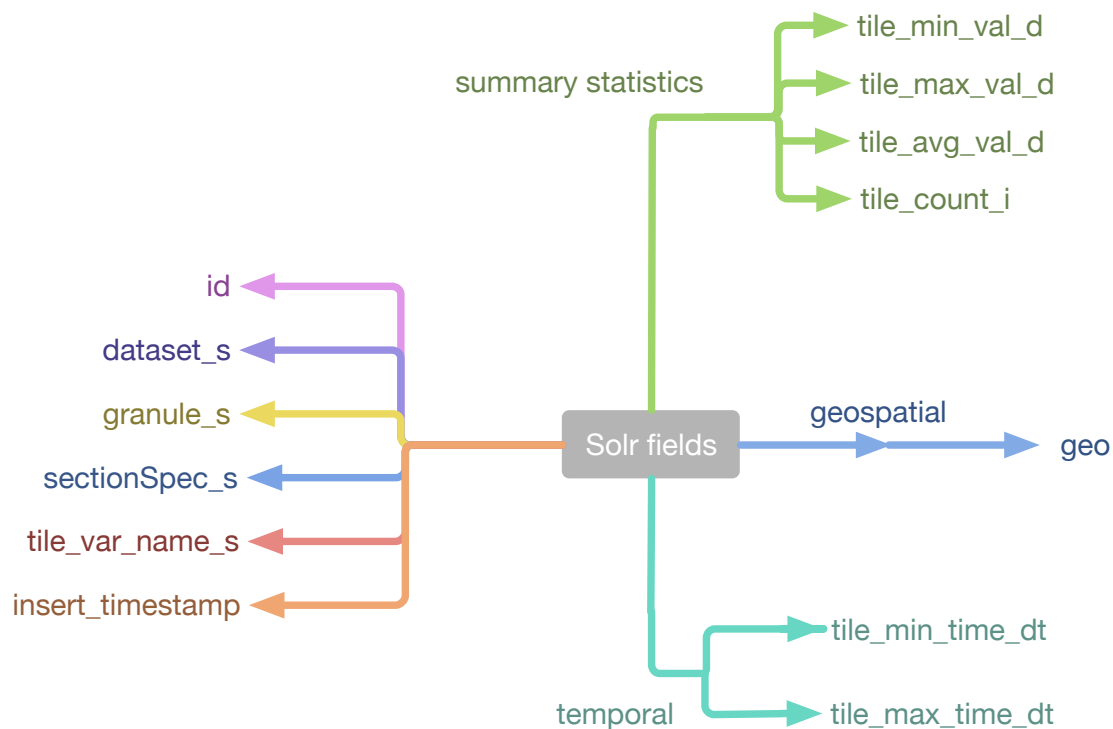 tile_min_val_d
summary statistics
tile_max_val_d
tile_avg_val_d
tile_count_i
id
dataset_s
granule_s
geospatial
Solr fields
geo
sectionSpec_s
tile_var_name_s
insert_timestamp
tile_min_time_dt
temporal
tile_max_time_dt